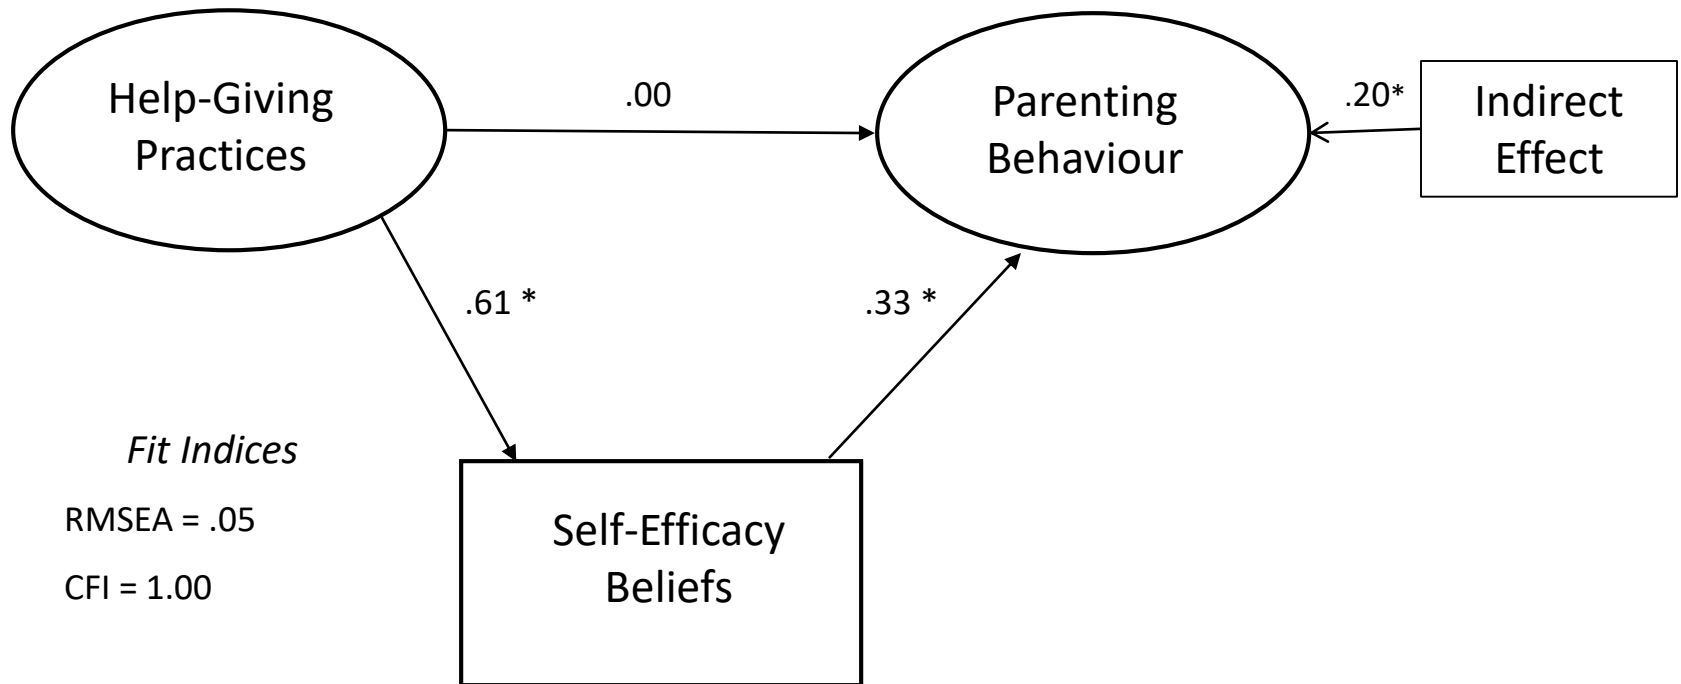 Help-Giving
Practices
.00
Parenting
Behaviour
.20*
Indirect
Effect
.61 *
.33 *
Fit Indices
RMSEA = .05
CFI = 1.00
Self-Efficacy
Beliefs